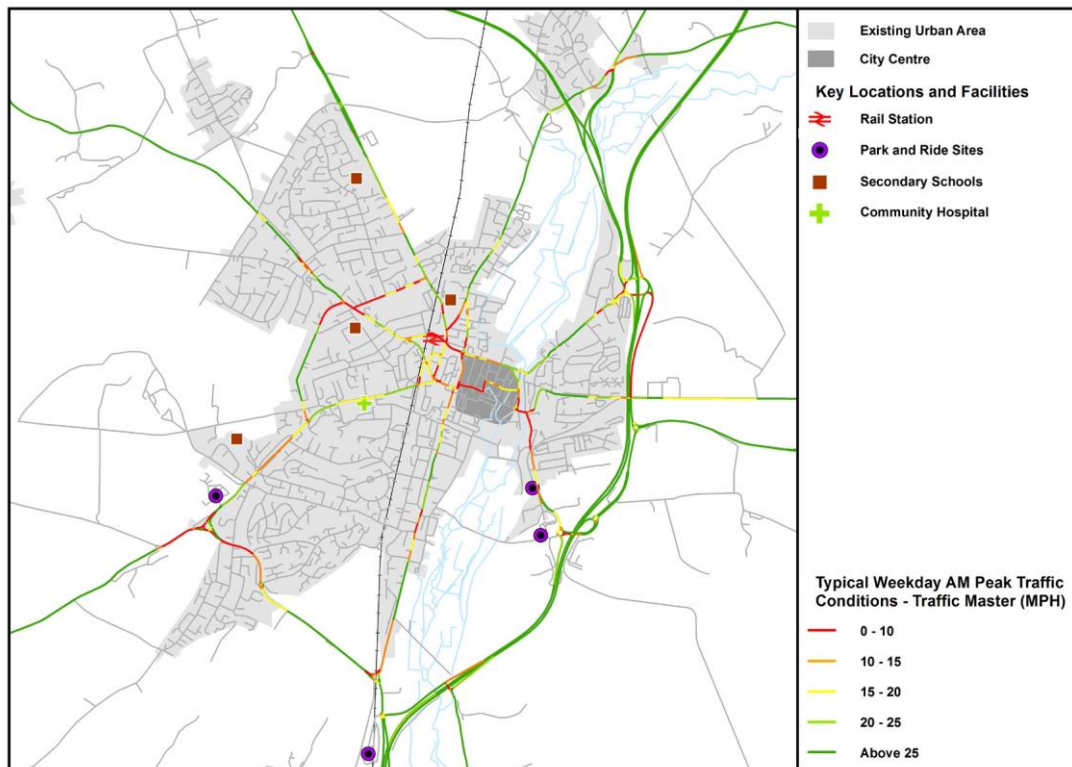 Existing Urban Area
City Centre
Key Locations and Facilities
Rail Station
Park and Ride Sites
Secondary Schools
Community Hospital
Typical Weekday AM Peak Traffic
Conditions - Traffic Master (MPH)
0 - 10
10 - 15
15 - 20
20 - 25
Above 25